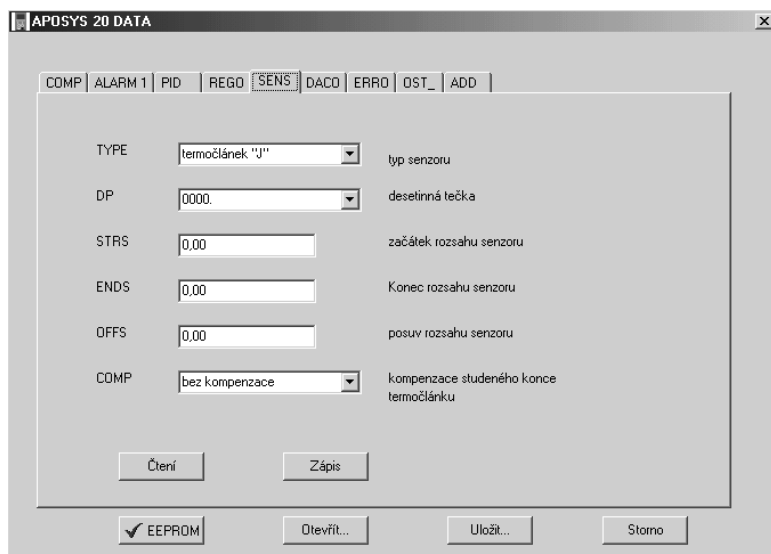 APOSYS 20 DATA
COMP ALARM 1 PID REGO SENS DACO ERRO OST_ ADD
TYPE termočlánek "J" typ senzoru
DP 0000. desetinná tečka
STRS 0,00 začátek rozsahu senzoru
ENDS 0,00 Konec rozsahu senzoru
OFFS 0,00 posuv rozsahu senzoru
COMP bez kompenzace kompenzace studeného konce
termočlánku
Čtení Zápis
EEPROM Otevřít... Uložit... Storno